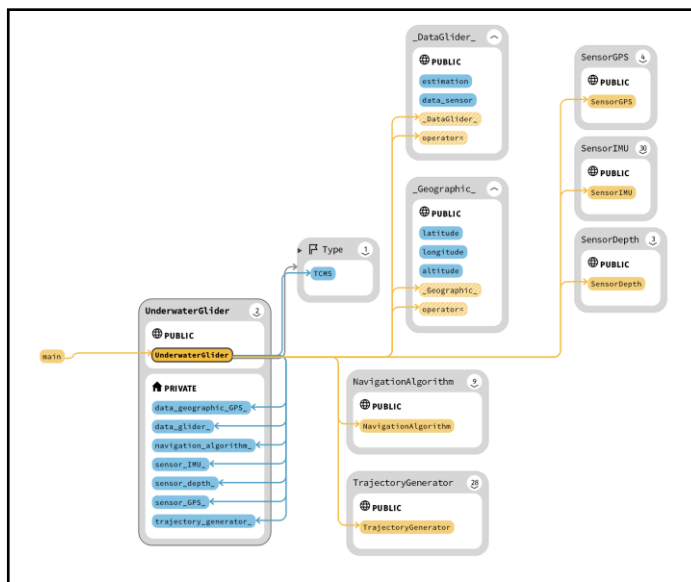 _DataGlider_
PUBLIC
estimation
data_sensor
_DataGlider_
operator=
SensorGPS 4
PUBLIC
SensorGPS
SensorIMU 30
PUBLIC
SensorIMU
_Geographic_
PUBLIC
latitude
longitude
altitude
_Geographic_
operator=
SensorDepth 3
PUBLIC
SensorDepth
Type 1
TCMS
UnderwaterGlider 2
PUBLIC
UnderwaterGlider
main
PRIVATE
data_geographic_GPS_
data_glider_
navigation_algorithm_
sensor_IMU_
sensor_depth_
sensor_GPS_
trajectory_generator_
NavigationAlgorithm 9
PUBLIC
NavigationAlgorithm
TrajectoryGenerator 28
PUBLIC
TrajectoryGenerator